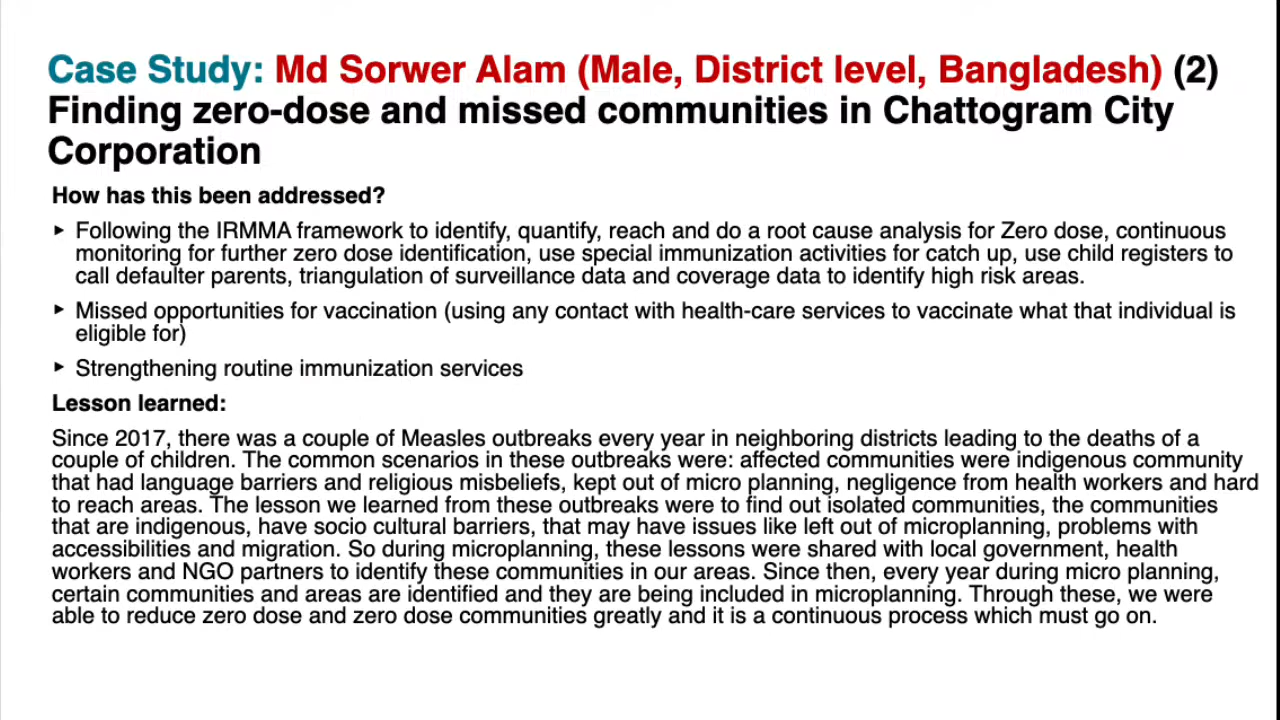 Case Study: Md Sorwer Alam (Male, District level, Bangladesh) (2)
Finding zero-dose and missed communities in Chattogram City
Corporation
How has this been addressed?
‣ Following the IRMMA framework to identify, quantify, reach and do a root cause analysis for Zero dose, continuous
monitoring for further zero dose identification, use special immunization activities for catch up, use child registers to
call defaulter parents, triangulation of surveillance data and coverage data to identify high risk areas.
‣ Missed opportunities for vaccination (using any contact with health-care services to vaccinate what that individual is
eligible for)
‣ Strengthening routine immunization services
Lesson learned:
Since 2017, there was a couple of Measles outbreaks every year in neighboring districts leading to the deaths of a
couple of children. The common scenarios in these outbreaks were: affected communities were indigenous community
that had language barriers and religious misbeliefs, kept out of micro planning, negligence from health workers and hard
to reach areas. The lesson we learned from these outbreaks were to find out isolated communities, the communities
that are indigenous, have socio cultural barriers, that may have issues like left out of microplanning, problems with
accessibilities and migration. So during microplanning, these lessons were shared with local government, health
workers and NGO partners to identify these communities in our areas. Since then, every year during micro planning,
certain communities and areas are identified and they are being included in microplanning. Through these, we were
able to reduce zero dose and zero dose communities greatly and it is a continuous process which must go on.